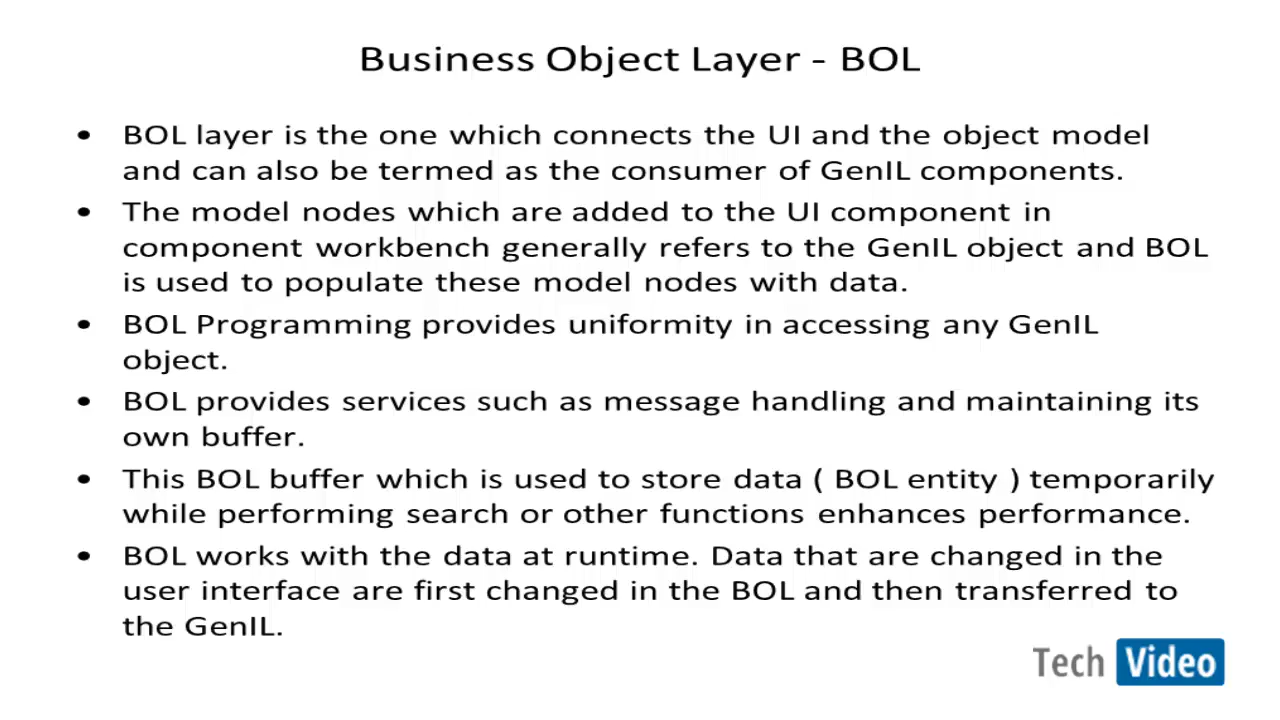 Business Object Layer - BOL
• BOL layer is the one which connects the UI and the object model
and can also be termed as the consumer of GenIL components.
• The model nodes which are added to the UI component in
component workbench generally refers to the GenIL object and BOL
is used to populate these model nodes with data.
• BOL Programming provides uniformity in accessing any GenIL
object.
• BOL provides services such as message handling and maintaining its
own buffer.
• This BOL buffer which is used to store data ( BOL entity ) temporarily
while performing search or other functions enhances performance.
• BOL works with the data at runtime. Data that are changed in the
user interface are first changed in the BOL and then transferred to
the GenIL.
Tech Video